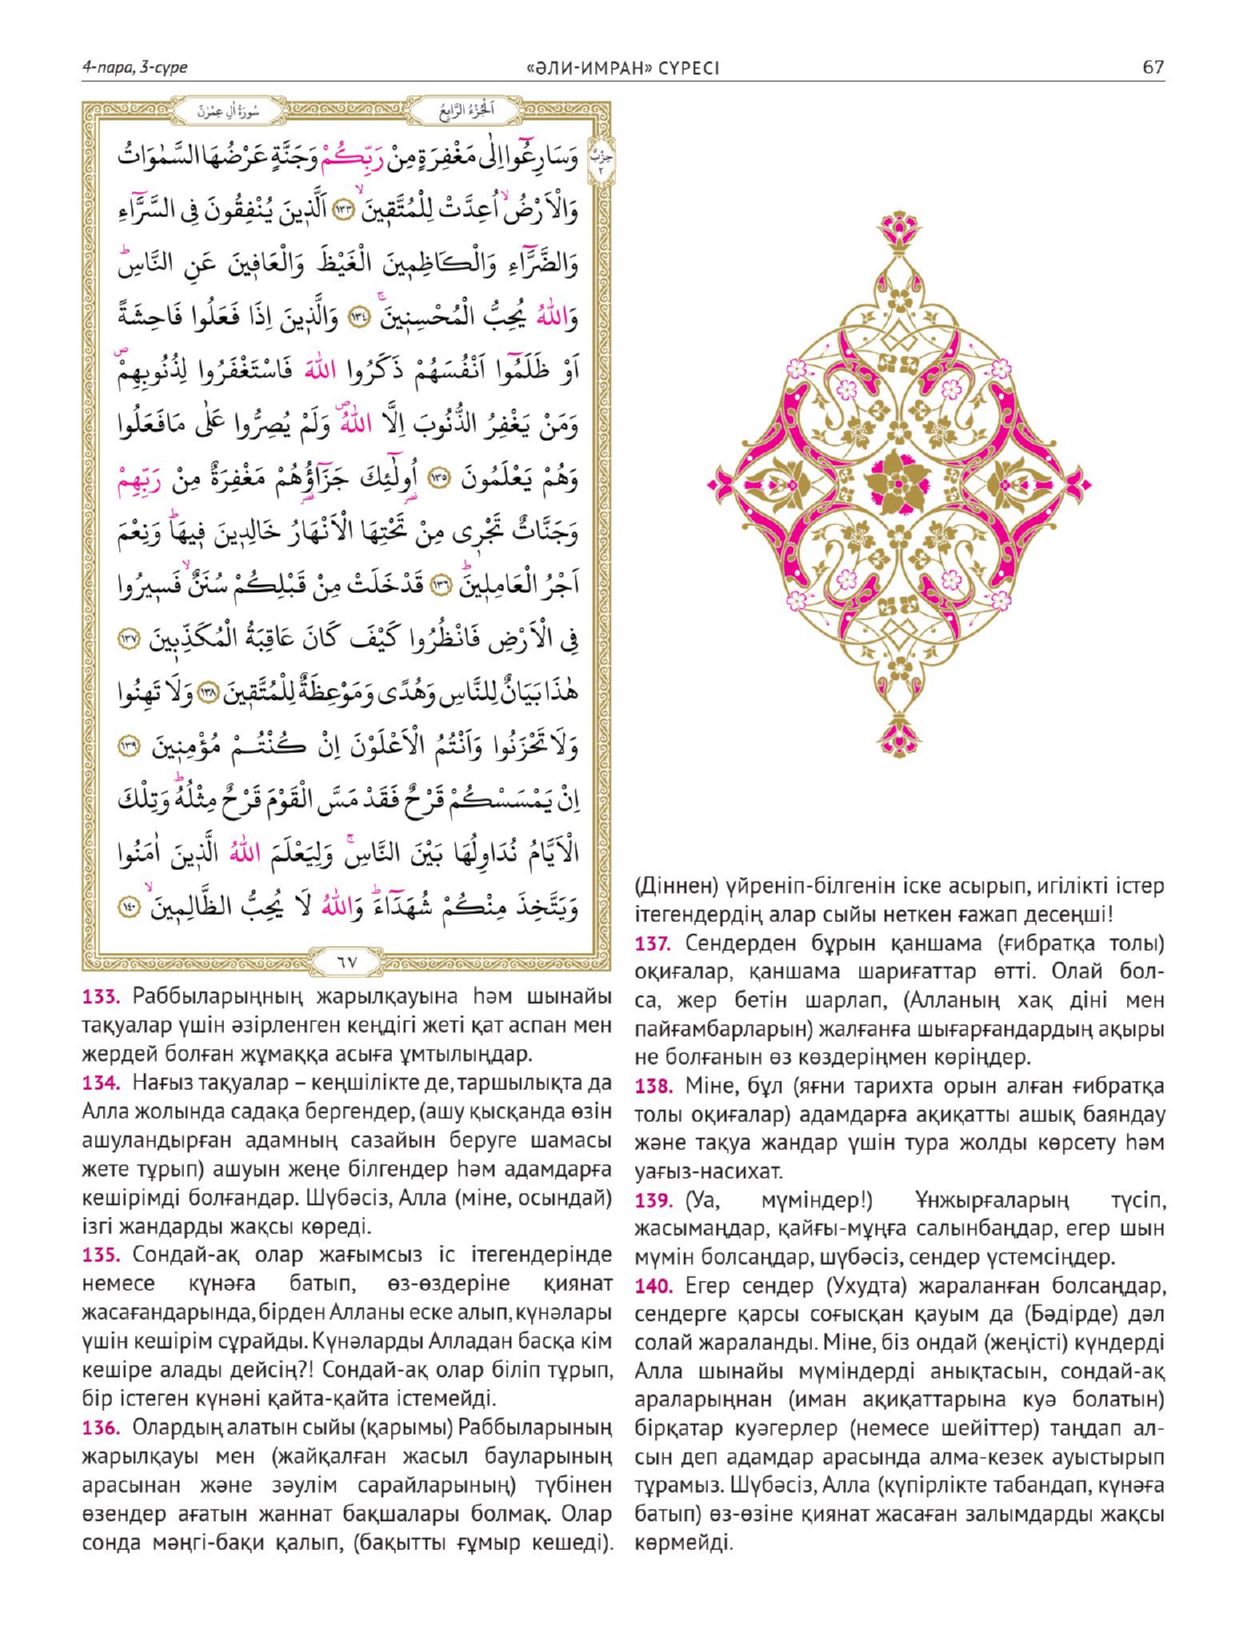 4-пара, 3-сүре
«ӘЛИ-ИМРАН» СҮРЕСІ
67
سُورَةُ اٰلِ عِمْرٰنَ
اَلْجُزْءُ الرَّابِعُ
حِزْبٌ
٢
وَسَارِعُٓوا اِلٰى مَغْفِرَةٍ مِنْ رَبِّكُمْ وَجَنَّةٍ عَرْضُهَا السَّمٰوَاتُ
وَالْاَرْضُۙ اُعِدَّتْ لِلْمُتَّق۪ينَۙ ﴿١٣٣﴾ اَلَّذ۪ينَ يُنْفِقُونَ فِى السَّرَّٓاءِ
وَالضَّرَّٓاءِ وَالْكَاظِم۪ينَ الْغَيْظَ وَالْعَاف۪ينَ عَنِ النَّاسِۜ
وَاللّٰهُ يُحِبُّ الْمُحْسِن۪ينَۚ ﴿١٣٤﴾ وَالَّذ۪ينَ اِذَا فَعَلُوا فَاحِشَةً
اَوْ ظَلَمُٓوا اَنْفُسَهُمْ ذَكَرُوا اللّٰهَ فَاسْتَغْفَرُوا لِذُنُوبِهِمْۖ
وَمَنْ يَغْفِرُ الذُّنُوبَ اِلَّا اللّٰهُۖ وَلَمْ يُصِرُّوا عَلٰى مَافَعَلُوا
وَهُمْ يَعْلَمُونَ ﴿١٣٥﴾ اُو۬لٰٓئِكَ جَزَٓاؤُ۬هُمْ مَغْفِرَةٌ مِنْ رَبِّهِمْ
وَجَنَّاتٌ تَجْر۪ى مِنْ تَحْتِهَا الْاَنْهَارُ خَالِد۪ينَ ف۪يهَاۜ وَنِعْمَ
اَجْرُ الْعَامِل۪ينَۜ ﴿١٣٦﴾ قَدْخَلَتْ مِنْ قَبْلِكُمْ سُنَنٌۙ فَس۪يرُوا
فِى الْاَرْضِ فَانْظُرُوا كَيْفَ كَانَ عَاقِبَةُ الْمُكَذِّب۪ينَ ﴿١٣٧﴾
هٰذَا بَيَانٌ لِلنَّاسِ وَهُدًى وَمَوْعِظَةٌ لِلْمُتَّق۪ينَ ﴿١٣٨﴾ وَلَا تَهِنُوا
وَلَا تَحْزَنُوا وَاَنْتُمُ الْاَعْلَوْنَ اِنْ كُنْتُمْ مُؤْمِن۪ينَ ﴿١٣٩﴾
اِنْ يَمْسَسْكُمْ قَرْحٌ فَقَدْ مَسَّ الْقَوْمَ قَرْحٌ مِثْلُهُۜ وَتِلْكَ
الْاَيَّامُ نُدَاوِلُهَا بَيْنَ النَّاسِۚ وَلِيَعْلَمَ اللّٰهُ الَّذ۪ينَ اٰمَنُوا
وَيَتَّخِذَ مِنْكُمْ شُهَدَٓاءَۜ وَاللّٰهُ لَا يُحِبُّ الظَّالِم۪ينَۙ ﴿١٤٠﴾
٦٧
133. Раббыларыңның жарылқауына һәм шынайы
тақуалар үшін әзірленген кеңдігі жеті қат аспан мен
жердей болған жұмаққа асыға ұмтылыңдар.
134. Нағыз тақуалар – кеңшілікте де, таршылықта да
Алла жолында садақа бергендер, (ашу қысқанда өзін
ашуландырған адамның сазайын беруге шамасы
жете тұрып) ашуын жеңе білгендер һәм адамдарға
кешірімді болғандар. Шүбәсіз, Алла (міне, осындай)
ізгі жандарды жақсы көреді.
135. Сондай-ақ олар жағымсыз іс ітегендерінде
немесе күнәға батып, өз-өздеріне қиянат
жасағандарында, бірден Алланы еске алып, күнәлары
үшін кешірім сұрайды. Күнәларды Алладан басқа кім
кешіре алады дейсің?! Сондай-ақ олар біліп тұрып,
бір істеген күнәні қайта-қайта істемейді.
136. Олардың алатын сыйы (қарымы) Раббыларының
жарылқауы мен (жайқалған жасыл бауларының
арасынан және зәулім сарайларының) түбінен
өзендер ағатын жаннат бақшалары болмақ. Олар
сонда мәңгі-бақи қалып, (бақытты ғұмыр кешеді).
(Діннен) үйреніп-білгенін іске асырып, игілікті істер
ітегендердің алар сыйы неткен ғажап десеңші!
137. Сендерден бұрын қаншама (ғибратқа толы)
оқиғалар, қаншама шариғаттар өтті. Олай бол-
са, жер бетін шарлап, (Алланың хақ діні мен
пайғамбарларын) жалғанға шығарғандардың ақыры
не болғанын өз көздеріңмен көріңдер.
138. Міне, бұл (яғни тарихта орын алған ғибратқа
толы оқиғалар) адамдарға ақиқатты ашық баяндау
және тақуа жандар үшін тура жолды көрсету һәм
уағыз-насихат.
139. (Уа, мүміндер!) Ұнжырғаларың түсіп,
жасымаңдар, қайғы-мұңға салынбаңдар, егер шын
мүмін болсаңдар, шүбәсіз, сендер үстемсіңдер.
140. Егер сендер (Ухудта) жараланған болсаңдар,
сендерге қарсы соғысқан қауым да (Бәдірде) дәл
солай жараланды. Міне, біз ондай (жеңісті) күндерді
Алла шынайы мүміндерді анықтасын, сондай-ақ
араларыңнан (иман ақиқаттарына куә болатын)
бірқатар куәгерлер (немесе шейіттер) таңдап ал-
сын деп адамдар арасында алма-кезек ауыстырып
тұрамыз. Шүбәсіз, Алла (күпірлікте табандап, күнәға
батып) өз-өзіне қиянат жасаған залымдарды жақсы
көрмейді.